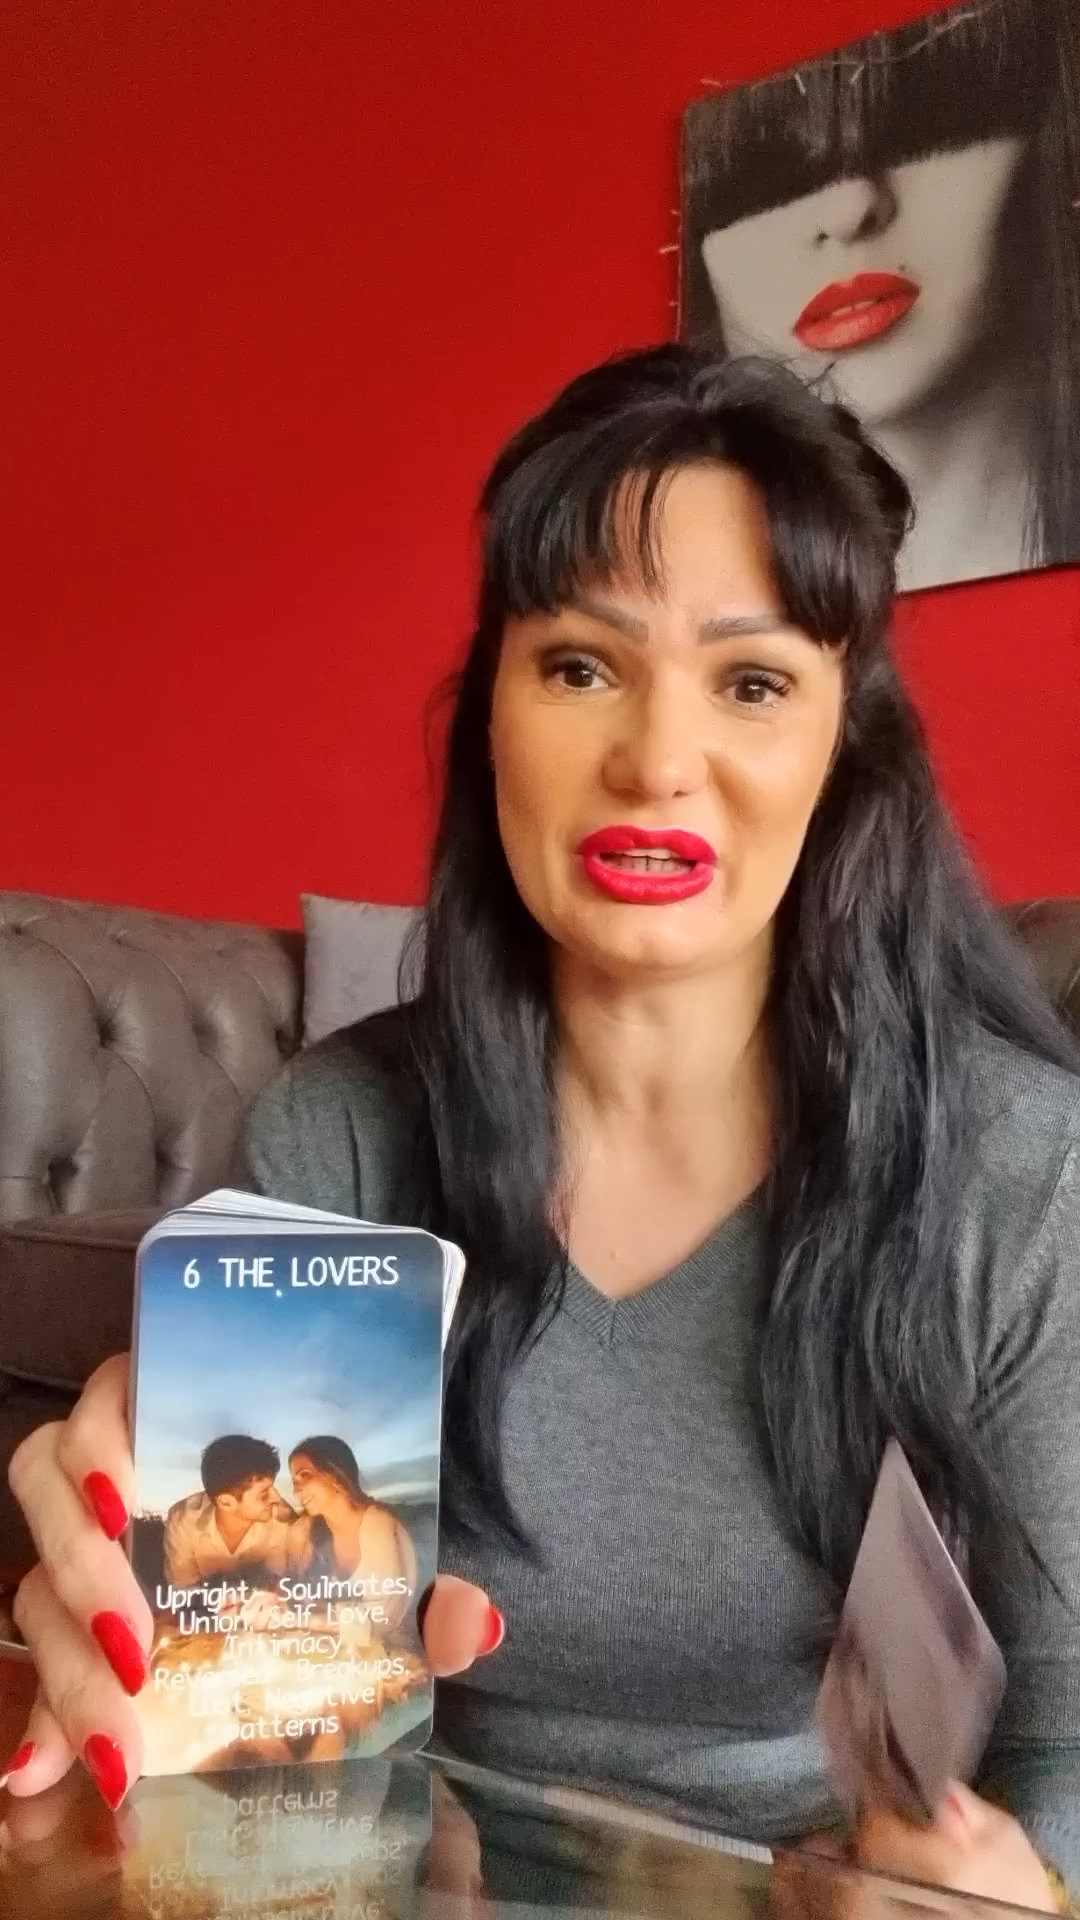 6 THE LOVERS
Upright: Soulmates,
Union, Self Love,
Intimacy
Reversed: Breakups,
Lust, Negative
patterns